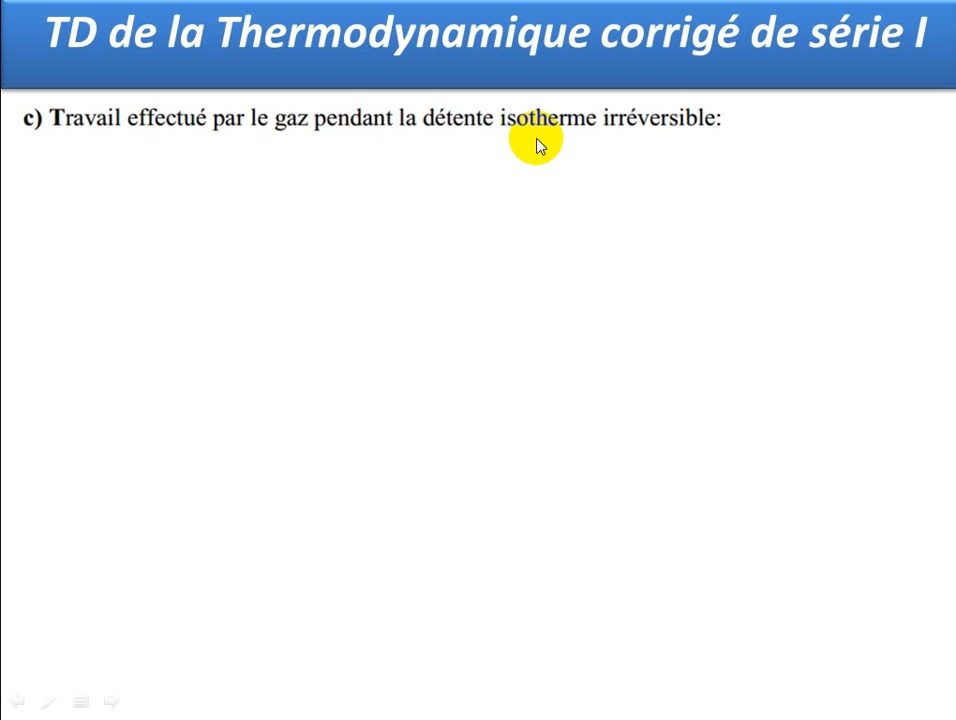 TD de la Thermodynamique corrigé de série I
c) Travail effectué par le gaz pendant la détente isotherme irréversible: